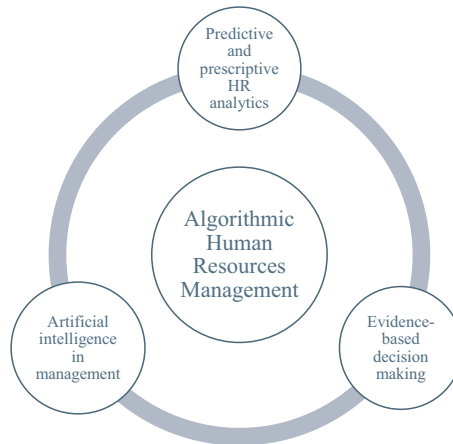 Predictive
and
prescriptive
HR
analytics
Algorithmic
Human
Resources
Management
Artificial
intelligence
in
management
Evidence-
based
decision
making